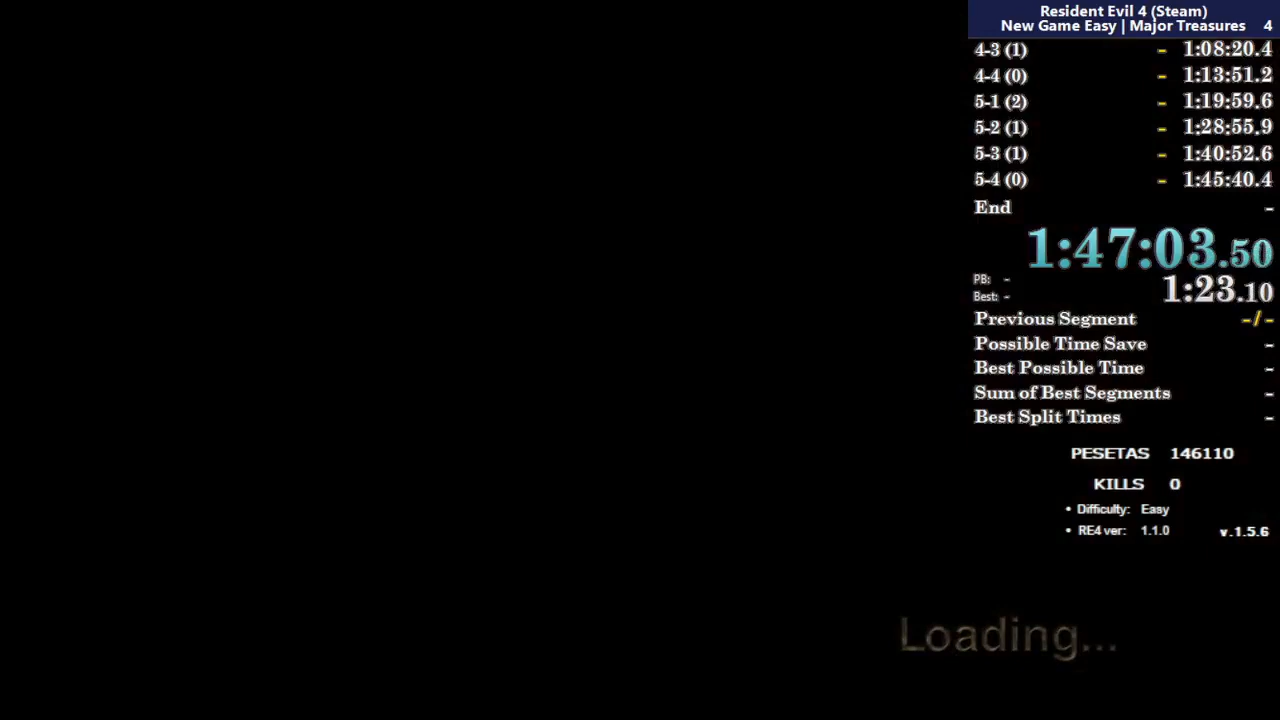 Resident Evil 4 (Steam)
New Game Easy | Major Treasures 4
4-3 (1) - 1:08:20.4
4-4 (0) - 1:13:51.2
5-1 (2) - 1:19:59.6
5-2 (1) - 1:28:55.9
5-3 (1) - 1:40:52.6
5-4 (0) - 1:45:40.4
End -
1:47:03.50
PB: - 1:23.10
Best: -
Previous Segment -/-
Possible Time Save -
Best Possible Time -
Sum of Best Segments -
Best Split Times -
PESETAS 146110
KILLS 0
• Difficulty: Easy
• RE4 ver: 1.1.0 v.1.5.6
Loading...